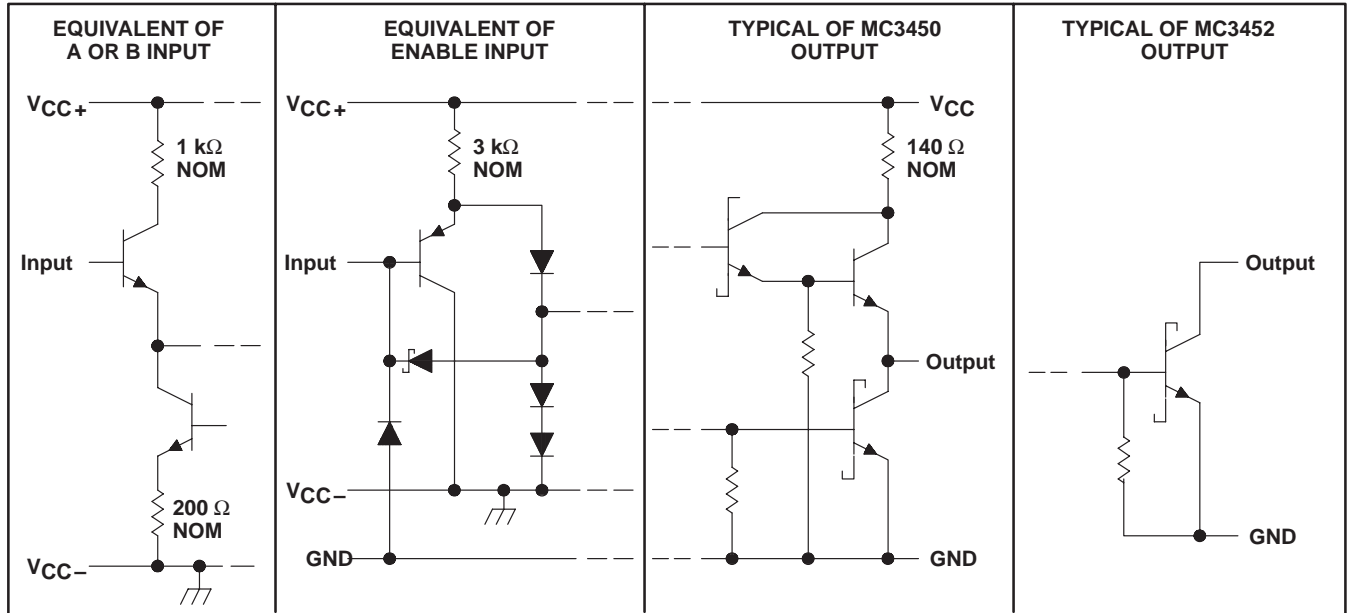 EQUIVALENT OF
A OR B INPUT
VCC+
1 kΩ
NOM
Input
200 Ω
NOM
VCC–
EQUIVALENT OF
ENABLE INPUT
VCC+
3 kΩ
NOM
Input
VCC–
GND
TYPICAL OF MC3450
OUTPUT
VCC
140 Ω
NOM
Output
GND
TYPICAL OF MC3452
OUTPUT
Output
GND